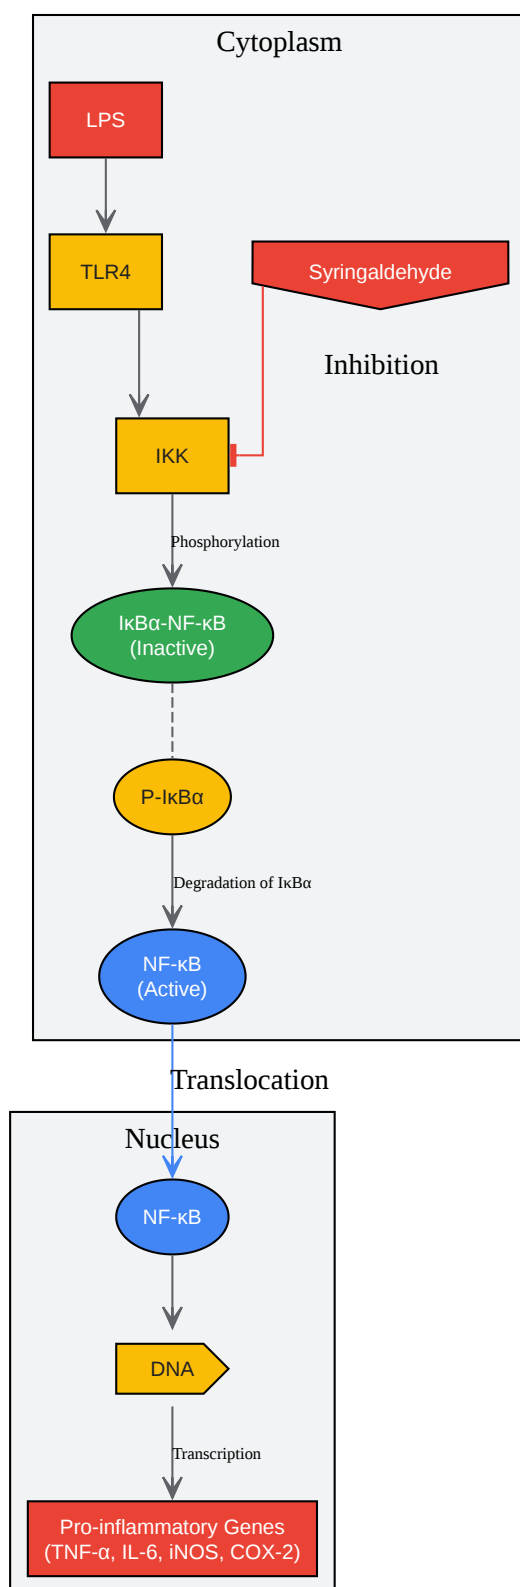 Cytoplasm
LPS
TLR4
Syringaldehyde
Inhibition
IKK
Phosphorylation
IκBα-NF-κB
(Inactive)
P-IκBα
Degradation of IκBα
NF-κB
(Active)
Translocation
Nucleus
NF-κB
DNA
Transcription
Pro-inflammatory Genes
(TNF-α, IL-6, iNOS, COX-2)